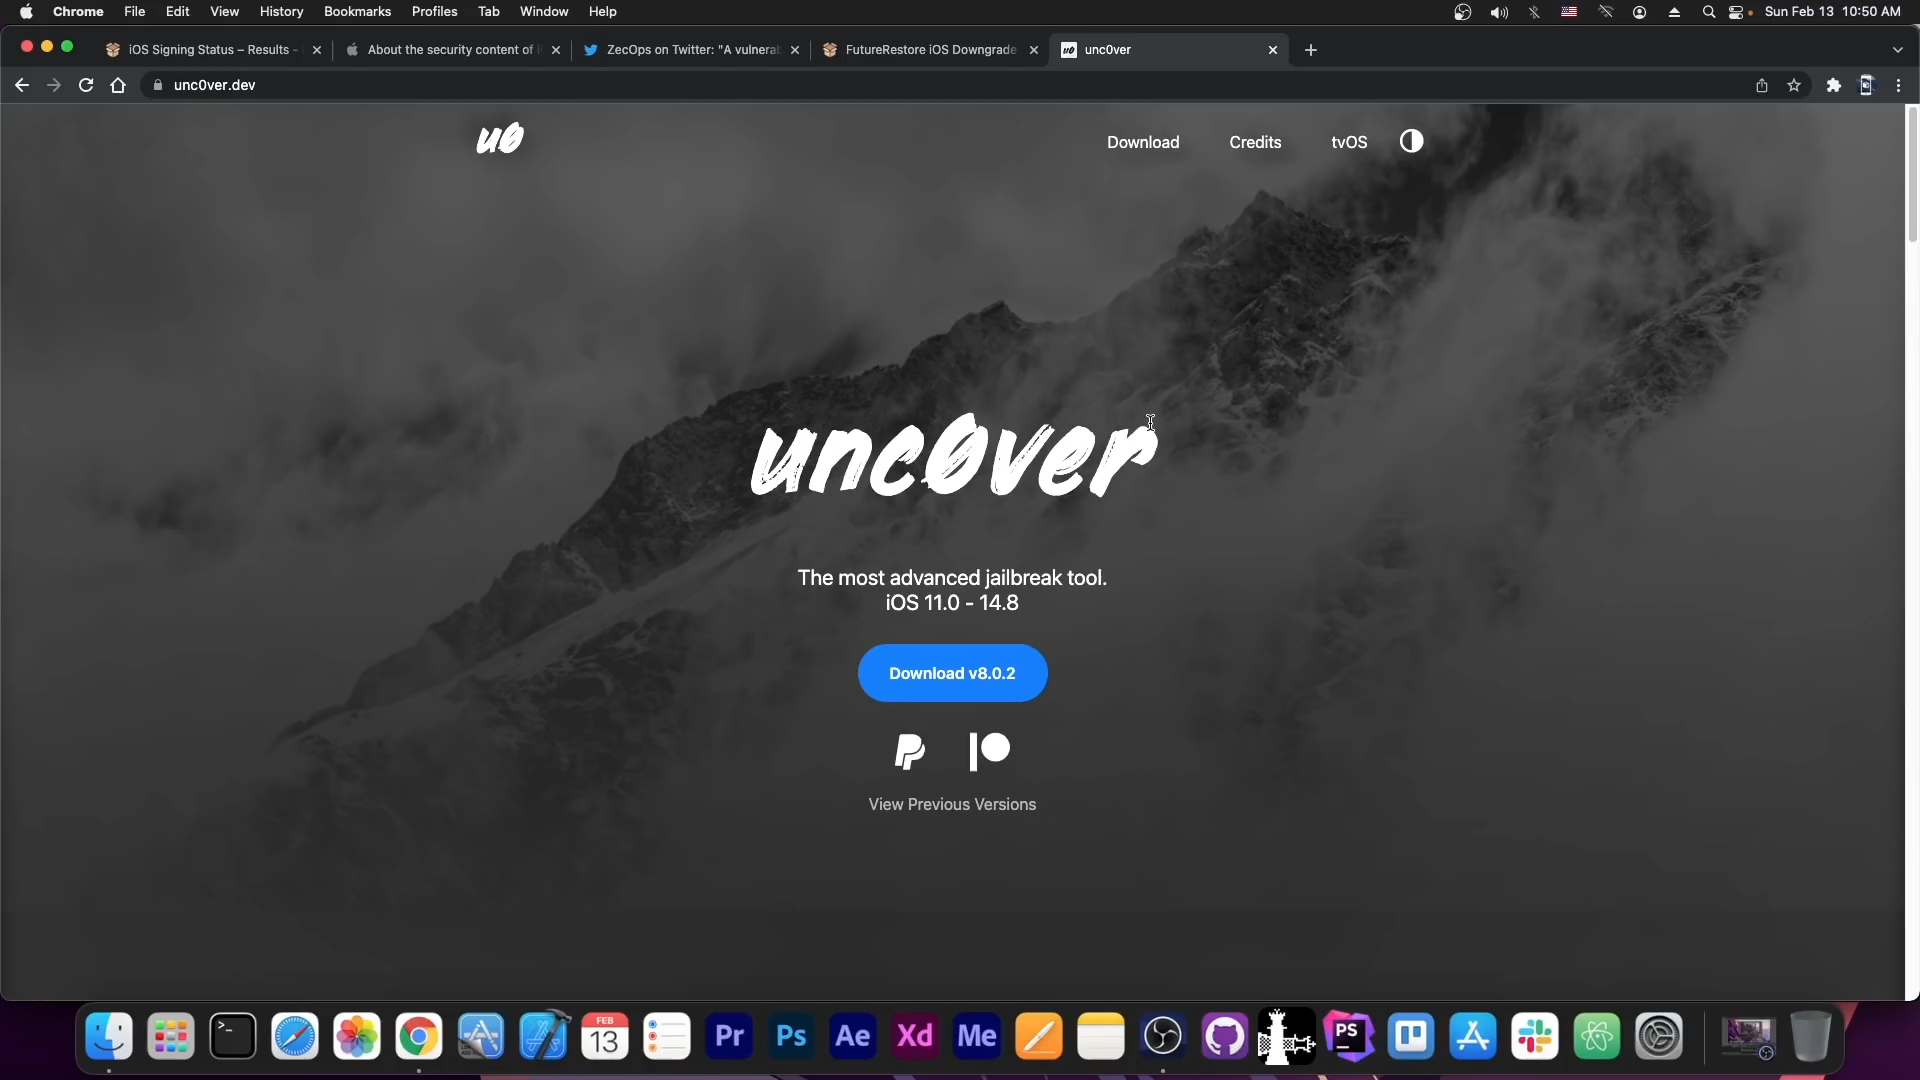 Chrome File Edit View History Bookmarks Profiles Tab Window Help Sun Feb 13 10:50 AM
iOS Signing Status – Results - About the security content of i ZecOps on Twitter: "A vulnerab FutureRestore iOS Downgrade unc0ver
unc0ver.dev
u0 Download Credits tvOS
unc0ver
The most advanced jailbreak tool.
iOS 11.0 - 14.8
Download v8.0.2
View Previous Versions
FEB
13
Pr Ps Ae Xd Me PS